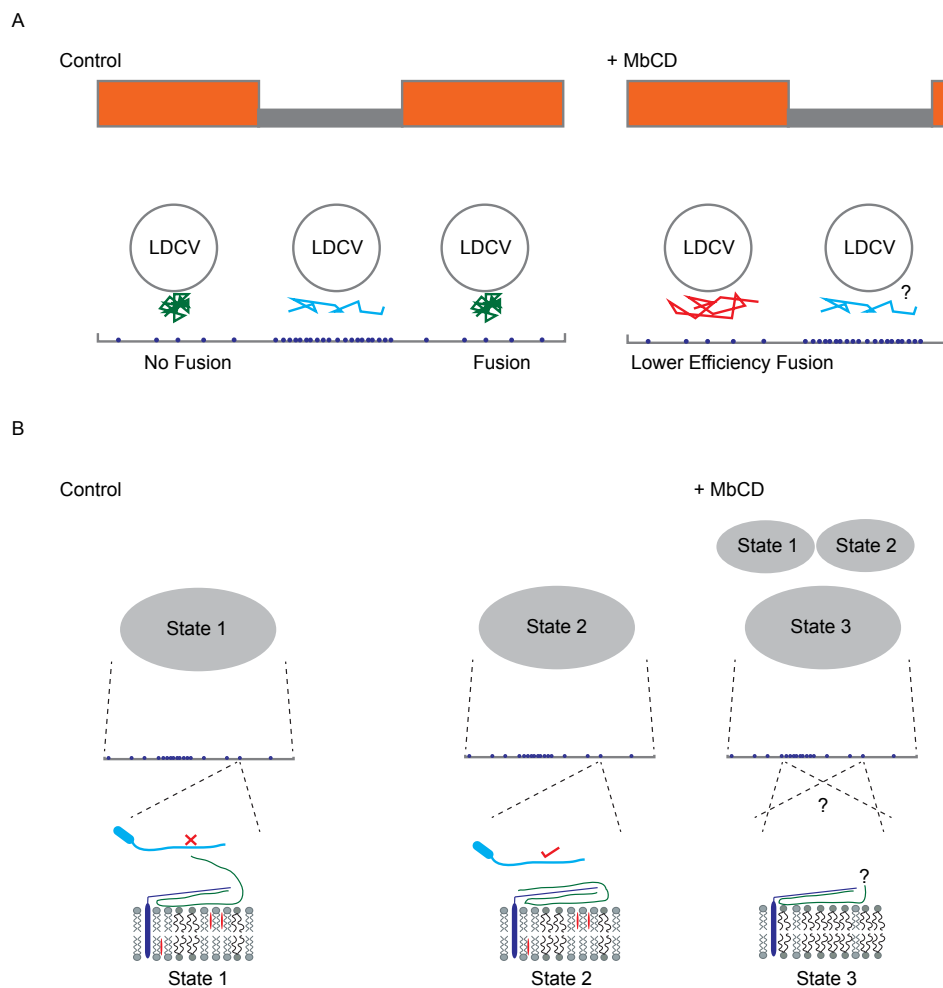 A
Control
+ MbCD
LDCV
LDCV
LDCV
LDCV
LDCV
?
No Fusion
Fusion
Lower Efficiency Fusion
B
Control
+ MbCD
State 1
State 2
State 1
State 2
State 3
?
?
State 1
State 2
State 3